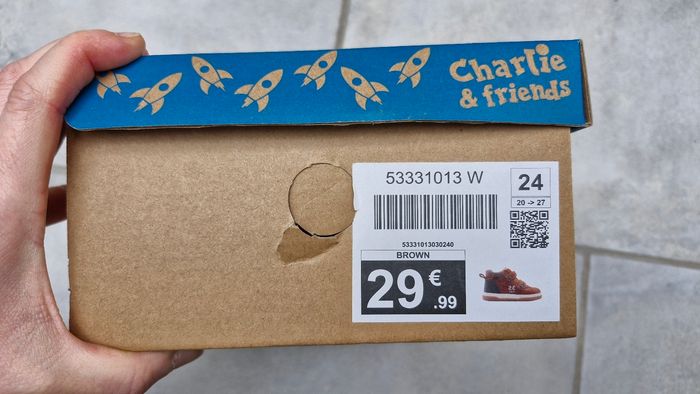 Charlie
& friends
53331013 W
24
20 -> 27
53331013030240
BROWN
29€.99